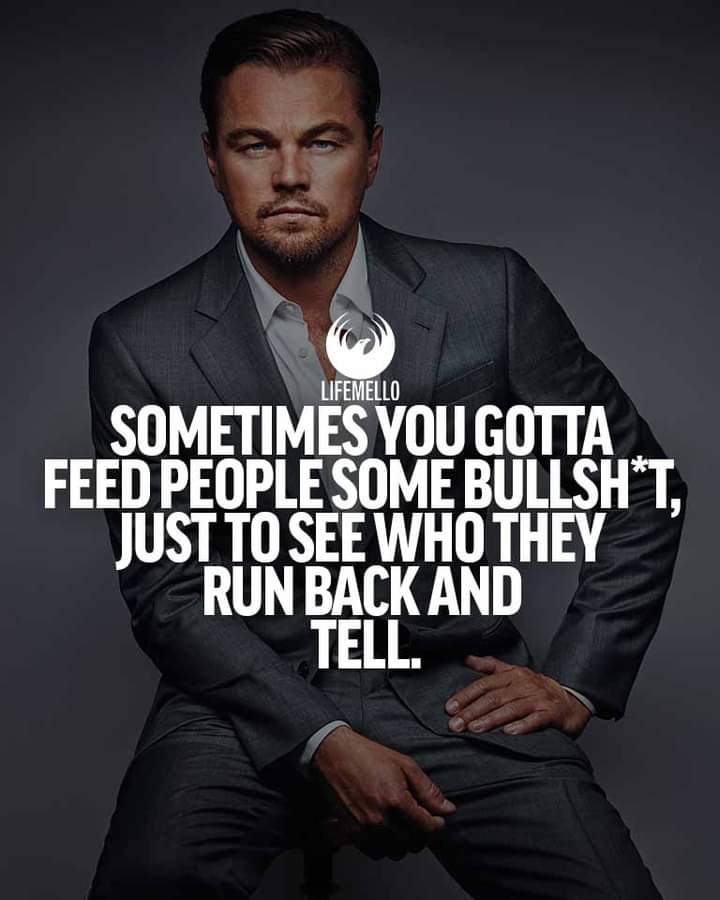 LIFEMELLO
SOMETIMES YOU GOTTA
FEED PEOPLE SOME BULLSH*T,
JUST TO SEE WHO THEY
RUN BACK AND
TELL.